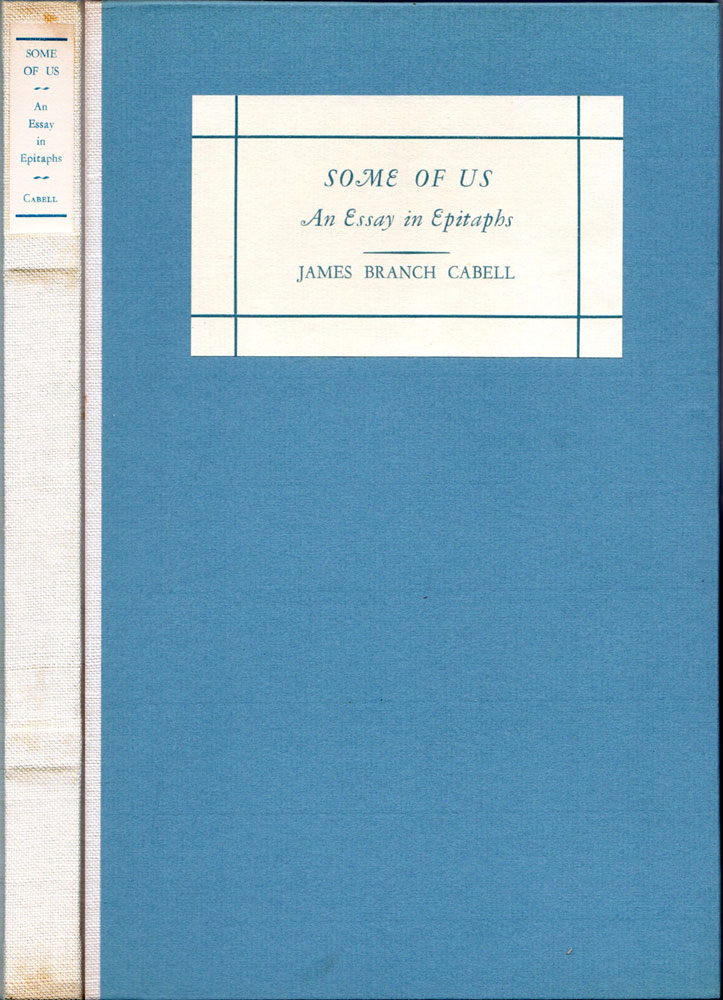 SOME
OF US
An
Essay
in
Epitaphs
CABELL
SOME OF US
An Essay in Epitaphs
JAMES BRANCH CABELL